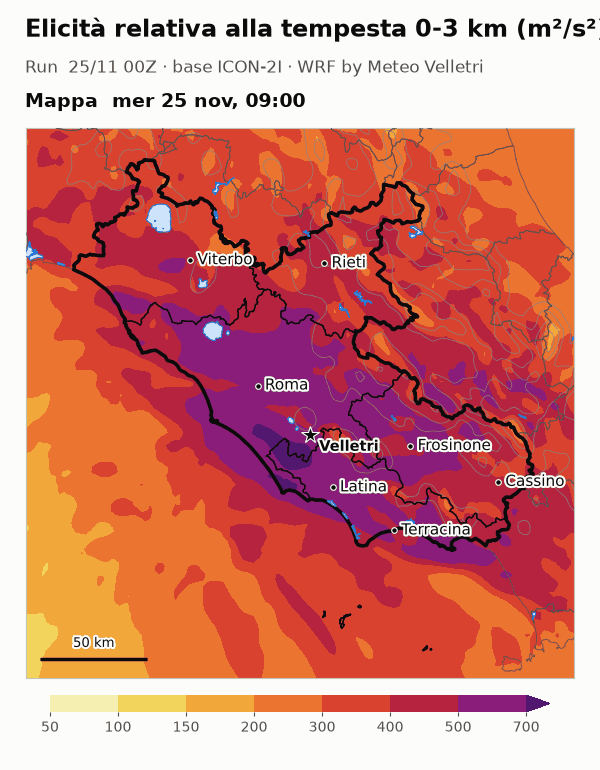 Elicità relativa alla tempesta 0-3 km (m²/s²)
Run 25/11 00Z · base ICON-2I · WRF by Meteo Velletri
Mappa mer 25 nov, 09:00
Viterbo
Rieti
Roma
Velletri
Frosinone
Cassino
Latina
Terracina
50 km
50 100 150 200 300 400 500 700